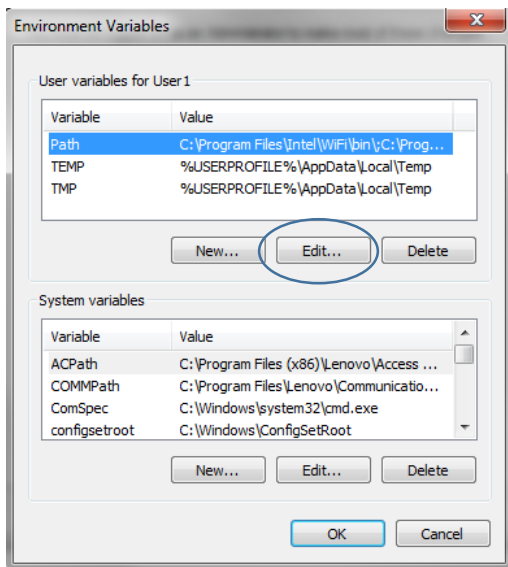 Environment Variables
User variables for User1
Variable Value
Path C:\Program Files\Intel\WiFi\bin\;C:\Prog...
TEMP %USERPROFILE%\AppData\Local\Temp
TMP %USERPROFILE%\AppData\Local\Temp
New... Edit... Delete
System variables
Variable Value
ACPath C:\Program Files (x86)\Lenovo\Access ...
COMMPath C:\Program Files\Lenovo\Communicatio...
ComSpec C:\Windows\system32\cmd.exe
configsetroot C:\Windows\ConfigSetRoot
New... Edit... Delete
OK Cancel